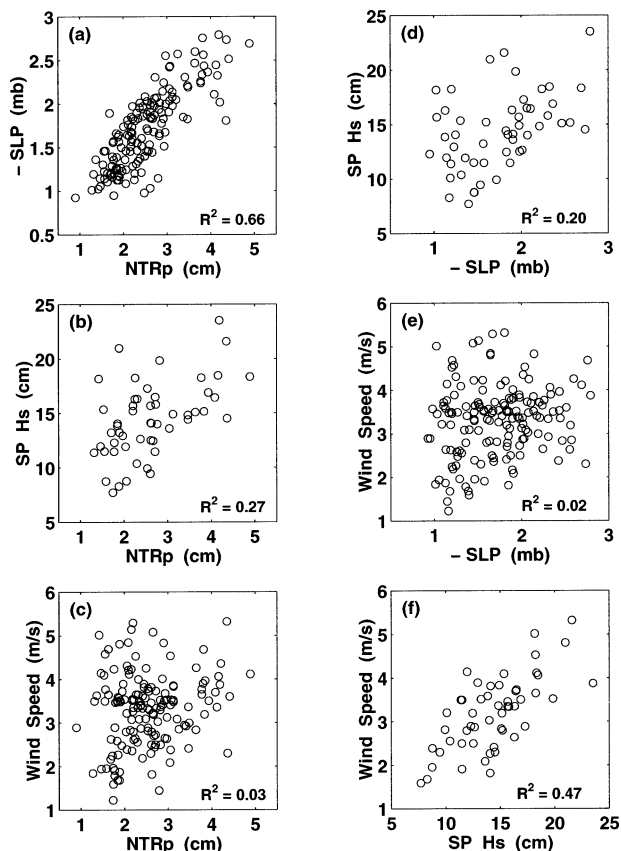 (a)
3
2.5
2
1.5
1
0.5
– SLP (mb)
R² = 0.66
1 2 3 4 5
NTRp (cm)
(d)
25
20
15
10
5
SP Hs (cm)
R² = 0.20
1 2 3
– SLP (mb)
(b)
25
20
15
10
5
SP Hs (cm)
R² = 0.27
1 2 3 4 5
NTRp (cm)
(e)
6
5
4
3
2
1
Wind Speed (m/s)
R² = 0.02
1 2 3
– SLP (mb)
(c)
6
5
4
3
2
1
Wind Speed (m/s)
R² = 0.03
1 2 3 4 5
NTRp (cm)
(f)
6
5
4
3
2
1
Wind Speed (m/s)
R² = 0.47
5 10 15 20 25
SP Hs (cm)